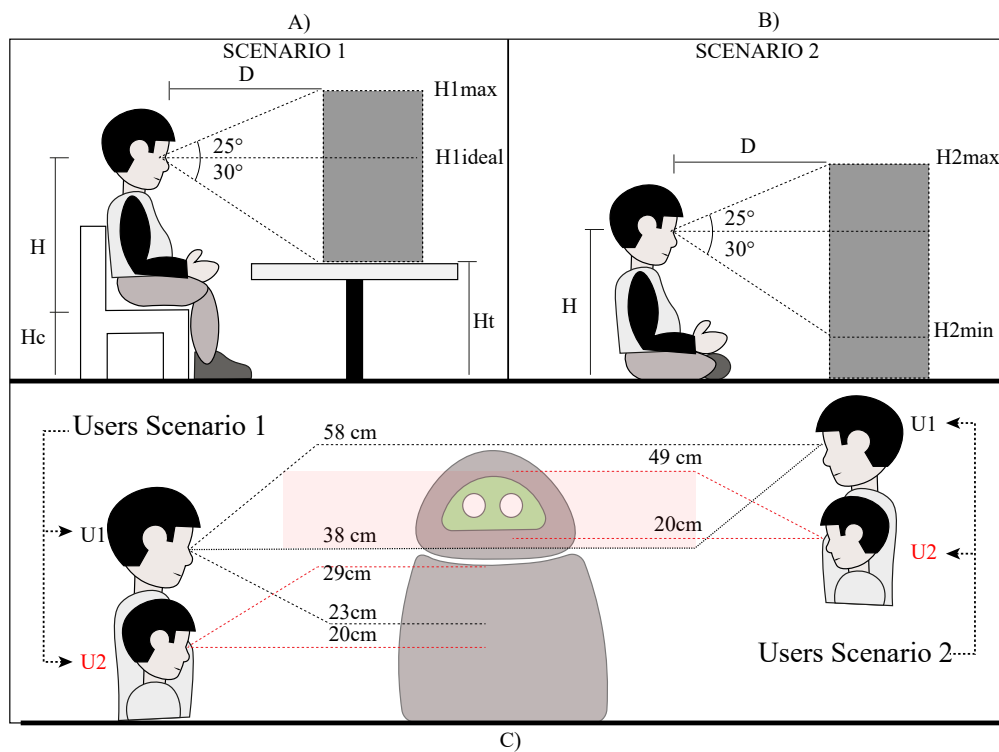 A)
B)
SCENARIO 1
SCENARIO 2
D
H1max
25°
H1ideal
30°
H
Hc
Ht
D
H2max
25°
30°
H
H2min
Users Scenario 1
58 cm
U1
49 cm
U1
38 cm
20cm
29cm
U2
23cm
20cm
U2
Users Scenario 2
C)